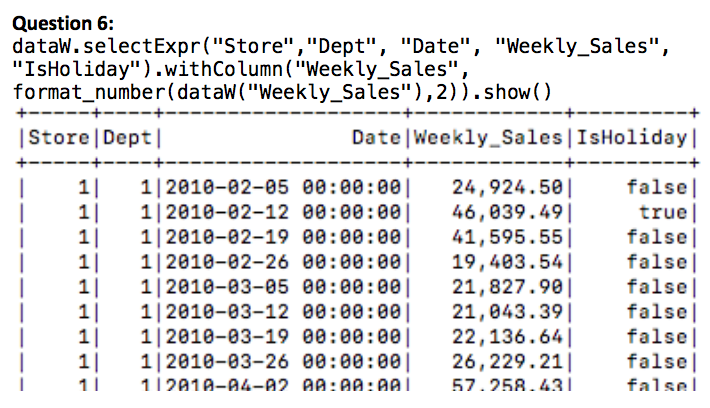 Question 6:
dataW.selectExpr("Store","Dept", "Date", "Weekly_Sales",
"IsHoliday").withColumn("Weekly_Sales",
format_number(dataW("Weekly_Sales"),2)).show()
+-----+----+-------------------+------------+---------+
|Store|Dept|               Date|Weekly_Sales|IsHoliday|
+-----+----+-------------------+------------+---------+
|    1|   1|2010-02-05 00:00:00|   24,924.50|    false|
|    1|   1|2010-02-12 00:00:00|   46,039.49|     true|
|    1|   1|2010-02-19 00:00:00|   41,595.55|    false|
|    1|   1|2010-02-26 00:00:00|   19,403.54|    false|
|    1|   1|2010-03-05 00:00:00|   21,827.90|    false|
|    1|   1|2010-03-12 00:00:00|   21,043.39|    false|
|    1|   1|2010-03-19 00:00:00|   22,136.64|    false|
|    1|   1|2010-03-26 00:00:00|   26,229.21|    false|
|    1|   1|2010-04-02 00:00:00|   57,258.43|    false|